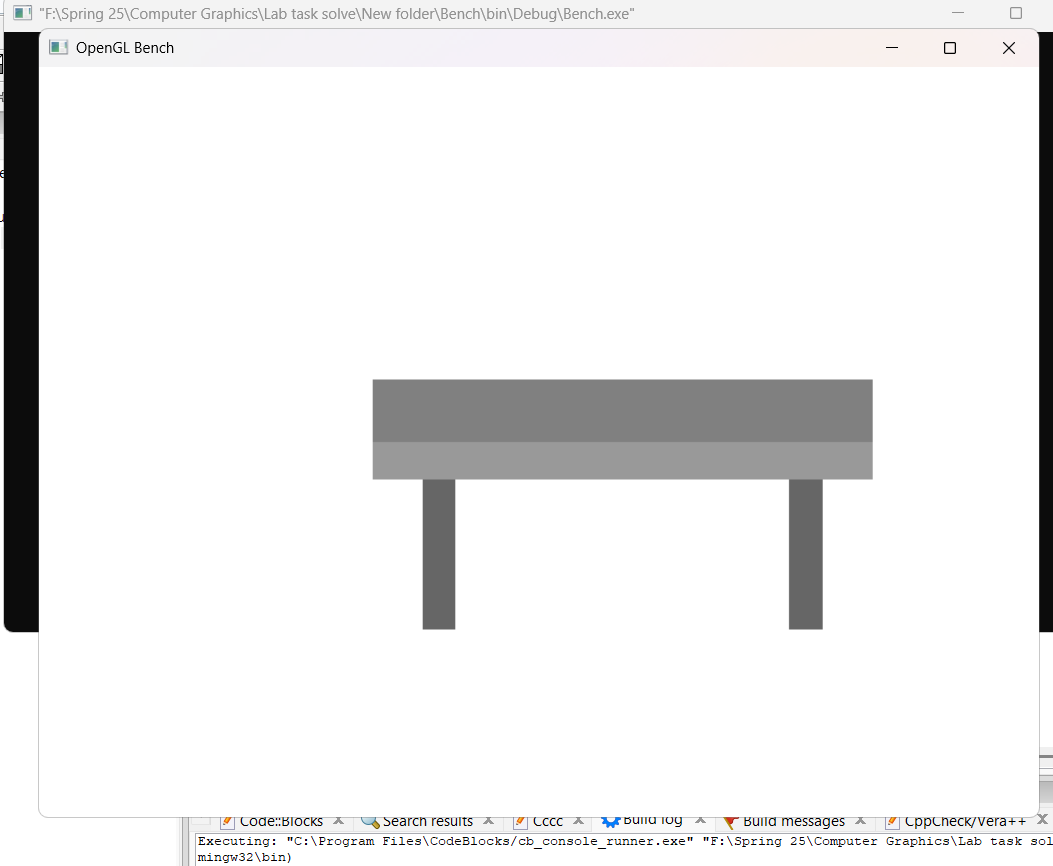 "F:\Spring 25\Computer Graphics\Lab task solve\New folder\Bench\bin\Debug\Bench.exe"
OpenGL Bench
Code::Blocks
Search results
Cccc
Build log
Build messages
CppCheck/Vera++
Executing: "C:\Program Files\CodeBlocks/cb_console_runner.exe" "F:\Spring 25\Computer Graphics\Lab task sol
mingw32\bin)